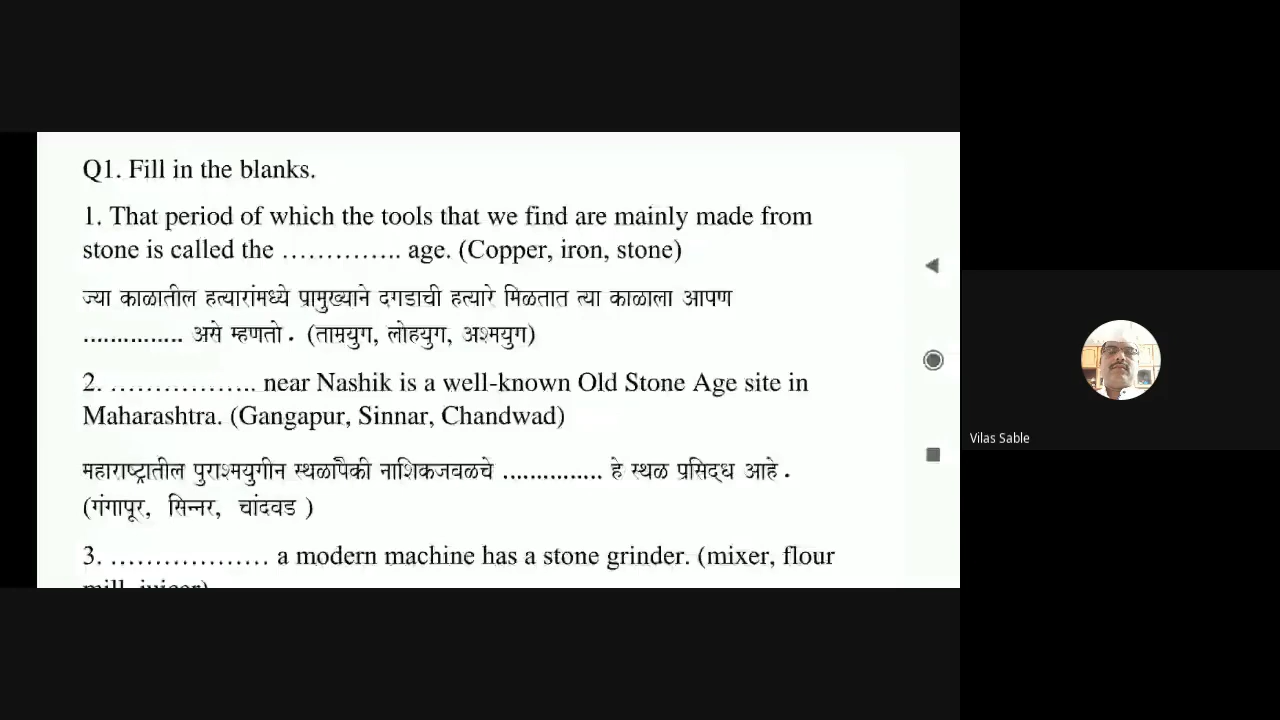 Q1. Fill in the blanks.
1. That period of which the tools that we find are mainly made from
stone is called the ………….. age. (Copper, iron, stone)
ज्या काळातील हत्यारांमध्ये प्रामुख्याने दगडाची हत्यारे मिळतात त्या काळाला आपण
............... असे म्हणतो. (ताम्रयुग, लोहयुग, अश्मयुग)
2. …………….. near Nashik is a well-known Old Stone Age site in
Maharashtra. (Gangapur, Sinnar, Chandwad)
महाराष्ट्रातील पुराश्मयुगीन स्थळांपैकी नाशिकजवळचे ............... हे स्थळ प्रसिद्ध आहे.
(गंगापूर, सिन्नर, चांदवड )
3. ……………… a modern machine has a stone grinder. (mixer, flour
mill, juicer)
Vilas Sable